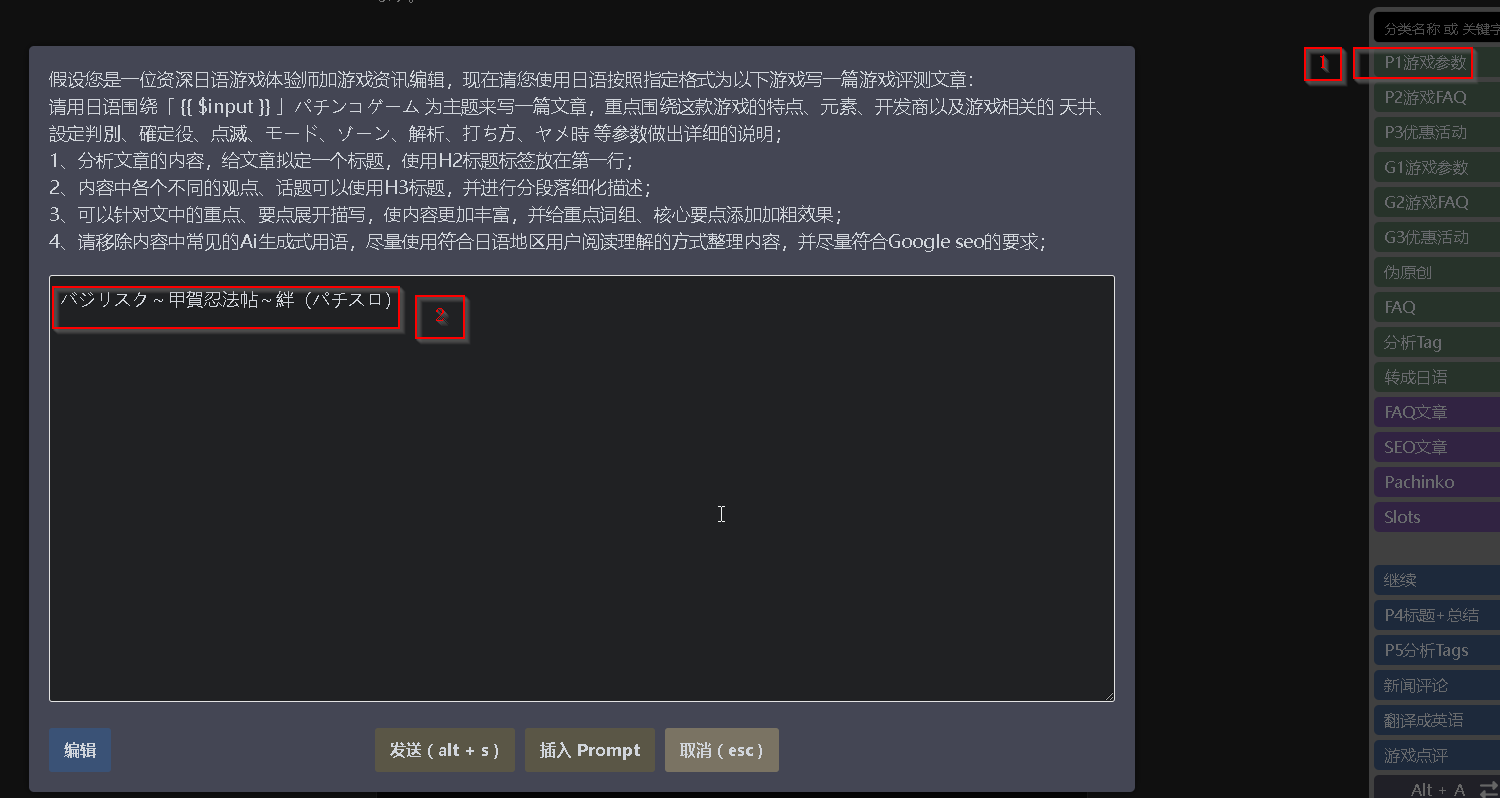 假设您是一位资深日语游戏体验师加游戏资讯编辑，现在请您使用日语按照指定格式为以下游戏写一篇游戏评测文章：
请用日语围绕「 {{ $input }} 」パチンコゲーム 为主题来写一篇文章，重点围绕这款游戏的特点、元素、开发商以及游戏相关的 天井、
設定判別、確定役、点滅、モード、ゾーン、解析、打ち方、ヤメ時 等参数做出详细的说明；
1、分析文章的内容，给文章拟定一个标题，使用H2标题标签放在第一行；
2、内容中各个不同的观点、话题可以使用H3标题，并进行分段落细化描述；
3、可以针对文中的重点、要点展开描写，使内容更加丰富，并给重点词组、核心要点添加加粗效果；
4、请移除内容中常见的Ai生成式用语，尽量使用符合日语地区用户阅读理解的方式整理内容，并尽量符合Google seo的要求；
バジリスク～甲賀忍法帖～絆（パチスロ）
2
编辑
发送 ( alt + s )
插入 Prompt
取消 ( esc )
1
分类名称 或 关键字
P1游戏参数
P2游戏FAQ
P3优惠活动
G1游戏参数
G2游戏FAQ
G3优惠活动
伪原创
FAQ
分析Tag
转成日语
FAQ文章
SEO文章
Pachinko
Slots
继续
P4标题+总结
P5分析Tags
新闻评论
翻译成英语
游戏点评
Alt + A